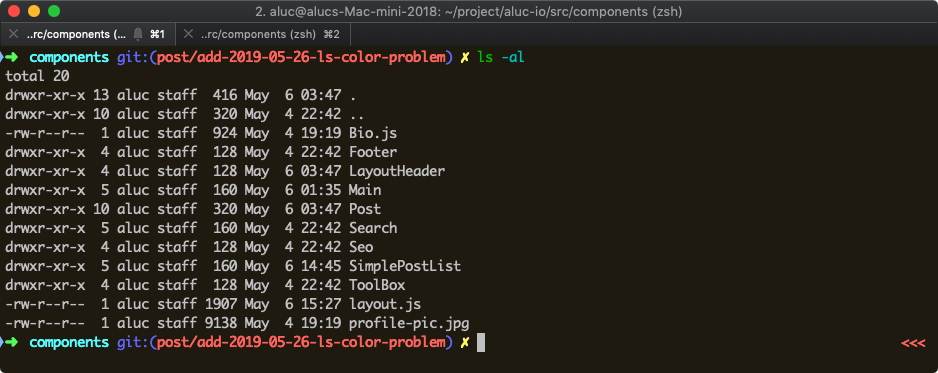 2. aluc@alucs-Mac-mini-2018: ~/project/aluc-io/src/components (zsh)
× ..rc/components (... ⌘1 × ..rc/components (zsh) ⌘2
➜ components git:(post/add-2019-05-26-ls-color-problem) ✗ ls -al
total 20
drwxr-xr-x 13 aluc staff  416 May  6 03:47 .
drwxr-xr-x 10 aluc staff  320 May  4 22:42 ..
-rw-r--r--  1 aluc staff  924 May  4 19:19 Bio.js
drwxr-xr-x  4 aluc staff  128 May  4 22:42 Footer
drwxr-xr-x  4 aluc staff  128 May  6 03:47 LayoutHeader
drwxr-xr-x  5 aluc staff  160 May  6 01:35 Main
drwxr-xr-x 10 aluc staff  320 May  6 03:47 Post
drwxr-xr-x  5 aluc staff  160 May  4 22:42 Search
drwxr-xr-x  4 aluc staff  128 May  4 22:42 Seo
drwxr-xr-x  5 aluc staff  160 May  6 14:45 SimplePostList
drwxr-xr-x  4 aluc staff  128 May  4 22:42 ToolBox
-rw-r--r--  1 aluc staff 1907 May  6 15:27 layout.js
-rw-r--r--  1 aluc staff 9138 May  4 19:19 profile-pic.jpg
➜ components git:(post/add-2019-05-26-ls-color-problem) ✗ <<<